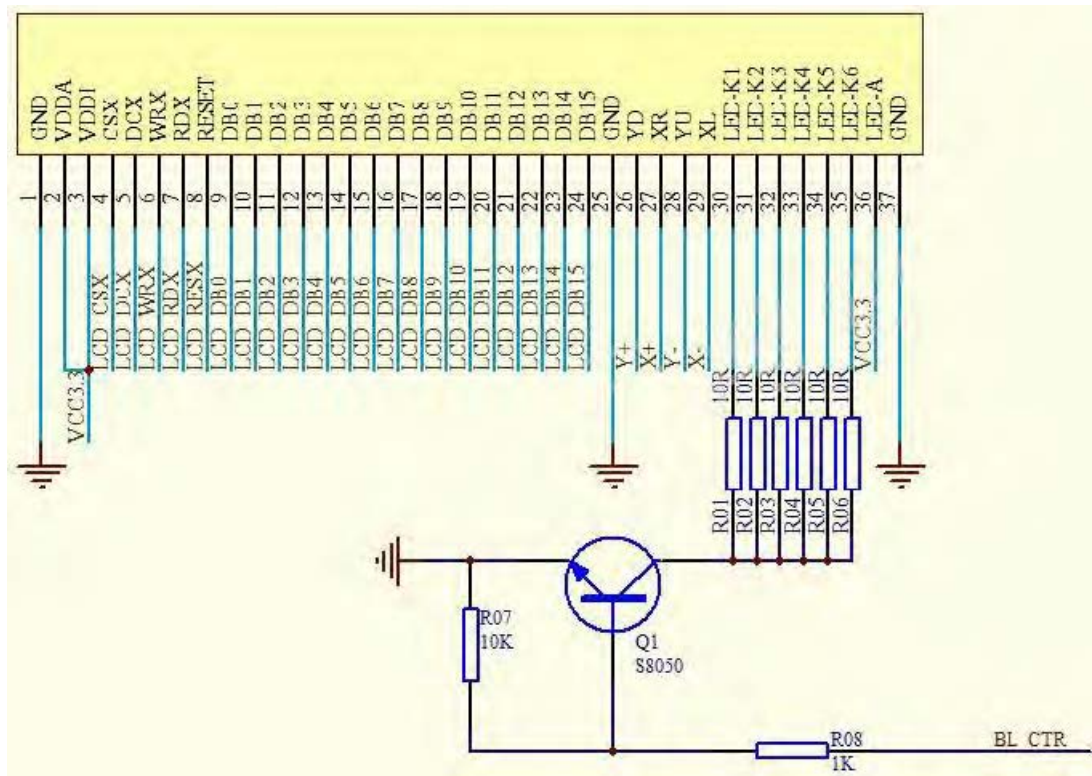 GND
VDDA
VDDI
CSX
DCX
WRX
RDX
RESET
DB0
DB1
DB2
DB3
DB4
DB5
DB6
DB7
DB8
DB9
DB10
DB11
DB12
DB13
DB14
DB15
GND
YD
XR
YU
XL
LED-K1
LED-K2
LED-K3
LED-K4
LED-K5
LED-K6
LED-A
GND
1
2
3
4
5
6
7
8
9
10
11
12
13
14
15
16
17
18
19
20
21
22
23
24
25
26
27
28
29
30
31
32
33
34
35
36
37
VCC3.3
LCD CSX
LCD DCX
LCD WRX
LCD RDX
LCD RESX
LCD DB0
LCD DB1
LCD DB2
LCD DB3
LCD DB4
LCD DB5
LCD DB6
LCD DB7
LCD DB8
LCD DB9
LCD DB10
LCD DB11
LCD DB12
LCD DB13
LCD DB14
LCD DB15
Y+
X+
Y-
X-
VCC3.3
10R
10R
10R
10R
10R
10R
R01
R02
R03
R04
R05
R06
R07
10K
Q1
S8050
R08
1K
BL CTR